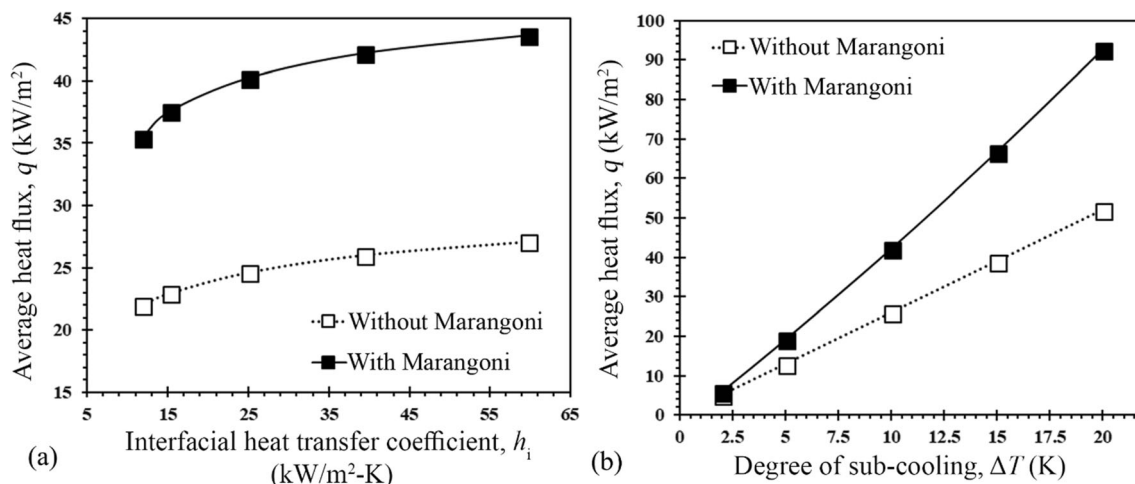 45
40
35
30
25
20
15
Average heat flux, q (kW/m²)
Without Marangoni
With Marangoni
5 15 25 35 45 55 65
Interfacial heat transfer coefficient, hᵢ
(kW/m²-K)
(a)
100
90
80
70
60
50
40
30
20
10
0
Average heat flux, q (kW/m²)
Without Marangoni
With Marangoni
0 2.5 5 7.5 10 12.5 15 17.5 20
Degree of sub-cooling, ΔT (K)
(b)